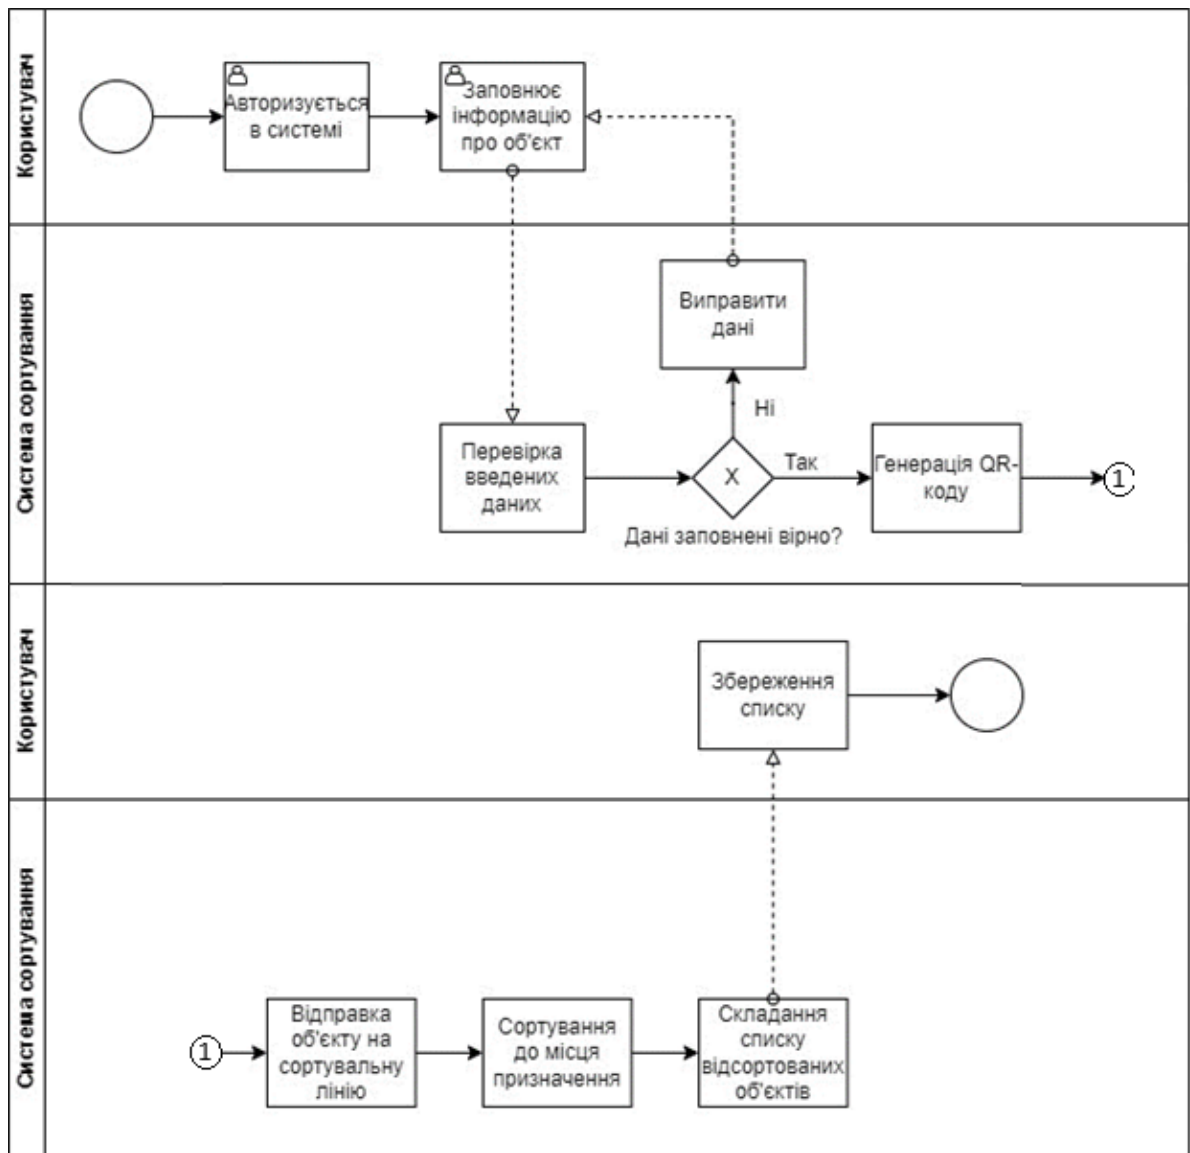 Користувач
Авторизується
в системі
Заповнює
інформацію
про об'єкт
Система сортування
Виправити
дані
Ні
Перевірка
введених
даних
X
Так
Дані заповнені вірно?
Генерація QR-
коду
1
Користувач
Збереження
списку
Система сортування
1
Відправка
об'єкту на
сортувальну
лінію
Сортування
до місця
призначення
Складання
списку
відсортованих
об'єктів